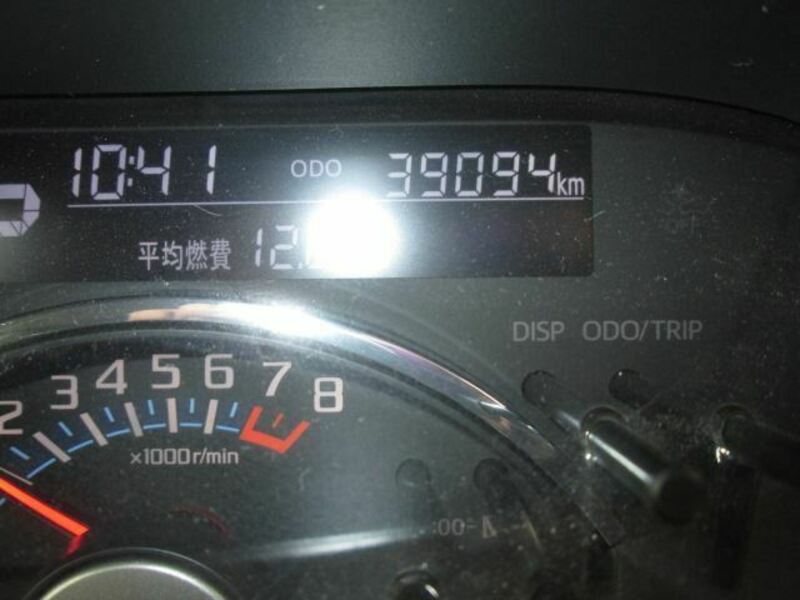 10:41 ODO 39094km
平均燃費 12.
DISP ODO/TRIP
2 3 4 5 6 7 8
×1000r/min